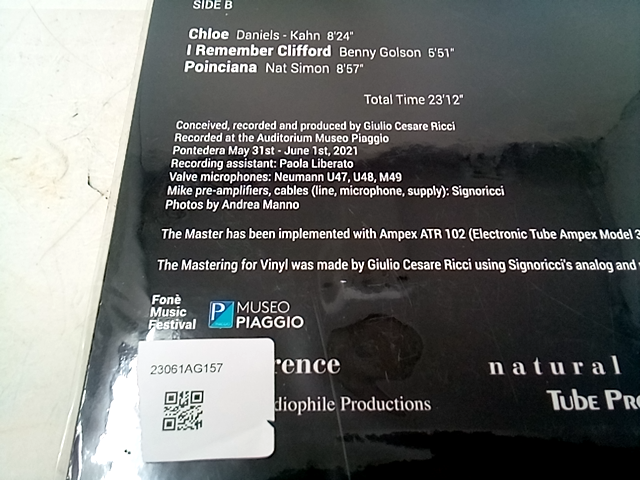 SIDE B
Chloe Daniels - Kahn 8'24"
I Remember Clifford Benny Golson 5'51"
Poinciana Nat Simon 8'57"
Total Time 23'12"
Conceived, recorded and produced by Giulio Cesare Ricci
Recorded at the Auditorium Museo Piaggio
Pontedera May 31st - June 1st, 2021
Recording assistant: Paola Liberato
Valve microphones: Neumann U47, U48, M49
Mike pre-amplifiers, cables (line, microphone, supply): Signoricci
Photos by Andrea Manno
The Master has been implemented with Ampex ATR 102 (Electronic Tube Ampex Model 3
The Mastering for Vinyl was made by Giulio Cesare Ricci using Signoricci's analog and
Fonè
Music
Festival
P MUSEO
PIAGGIO
rence
natural
23061AG157
diophile Productions
TUBE PRO